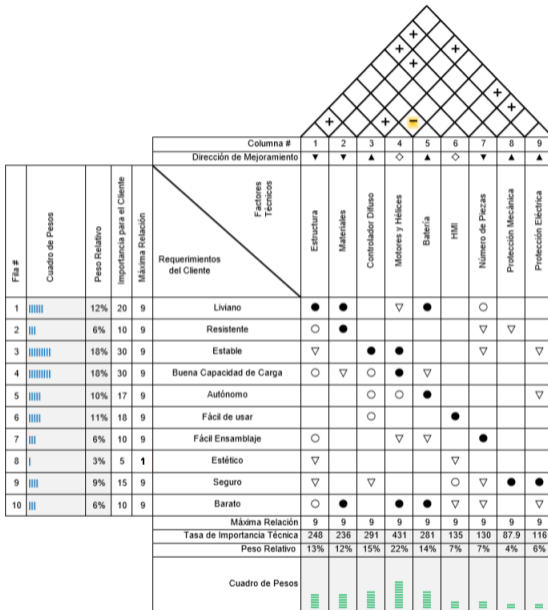 + +
+ +
+ +
+ + −
Columna # 1 2 3 4 5 6 7 8 9
Dirección de Mejoramiento ▼ ▼ ▲ ◇ ▲ ◇ ▼ ▲ ▲
Fila # Cuadro de Pesos Peso Relativo Importancia para el Cliente Máxima Relación
Factores Técnicos
Requerimientos del Cliente
Estructura Materiales Controlador Difuso Motores y Hélices Batería HMI Número de Piezas Protección Mecánica Protección Eléctrica
1 12% 20 9 Liviano ● ● ▽ ● ○
2 6% 10 9 Resistente ○ ● ▽ ▽
3 18% 30 9 Estable ▽ ● ● ▽ ▽
4 18% 30 9 Buena Capacidad de Carga ○ ▽ ○ ● ▽
5 10% 17 9 Autónomo ○ ○ ● ▽
6 11% 18 9 Fácil de usar ○ ●
7 6% 10 9 Fácil Ensamblaje ○ ▽ ▽ ●
8 3% 5 1 Estético ▽ ▽
9 9% 15 9 Seguro ▽ ▽ ○ ▽ ● ●
10 6% 10 9 Barato ○ ● ● ● ▽ ▽ ▽
Máxima Relación 9 9 9 9 9 9 9 9 9
Tasa de Importancia Técnica 248 236 291 431 281 135 130 87.9 116
Peso Relativo 13% 12% 15% 22% 14% 7% 7% 4% 6%
Cuadro de Pesos